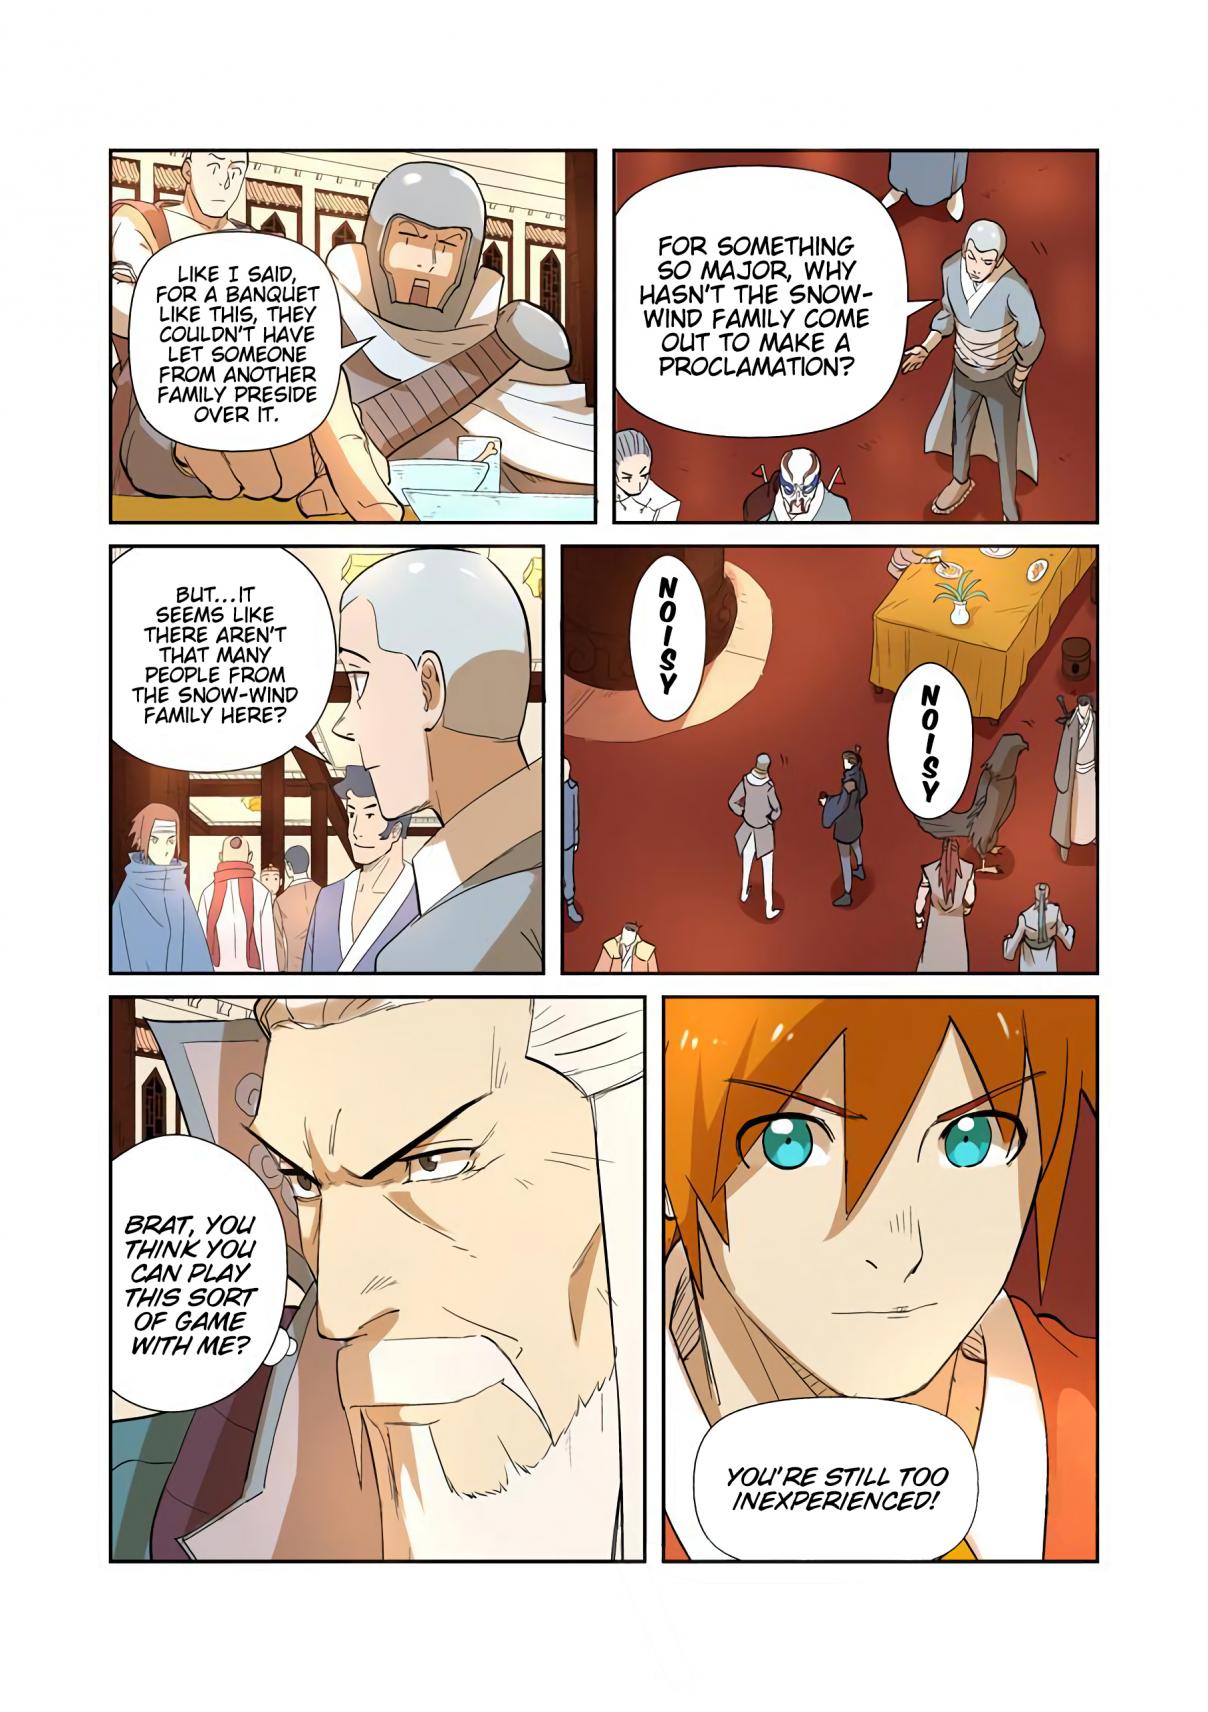 LIKE I SAID,
FOR A BANQUET
LIKE THIS, THEY
COULDN'T HAVE
LET SOMEONE
FROM ANOTHER
FAMILY PRESIDE
OVER IT.
FOR SOMETHING
SO MAJOR, WHY
HASN'T THE SNOW-
WIND FAMILY COME
OUT TO MAKE A
PROCLAMATION?
BUT...IT
SEEMS LIKE
THERE AREN'T
THAT MANY
PEOPLE FROM
THE SNOW-WIND
FAMILY HERE?
NOISY
NOISY
BRAT, YOU
THINK YOU
CAN PLAY
THIS SORT
OF GAME
WITH ME?
YOU'RE STILL TOO
INEXPERIENCED!